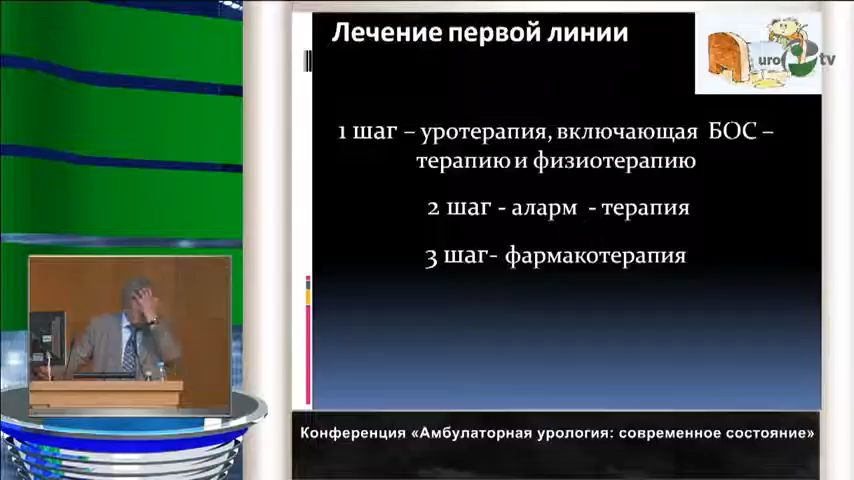 Лечение первой линии
uro tv
1 шаг – уротерапия, включающая БОС –
терапию и физиотерапию
2 шаг - аларм - терапия
3 шаг- фармакотерапия
Конференция «Амбулаторная урология: современное состояние»